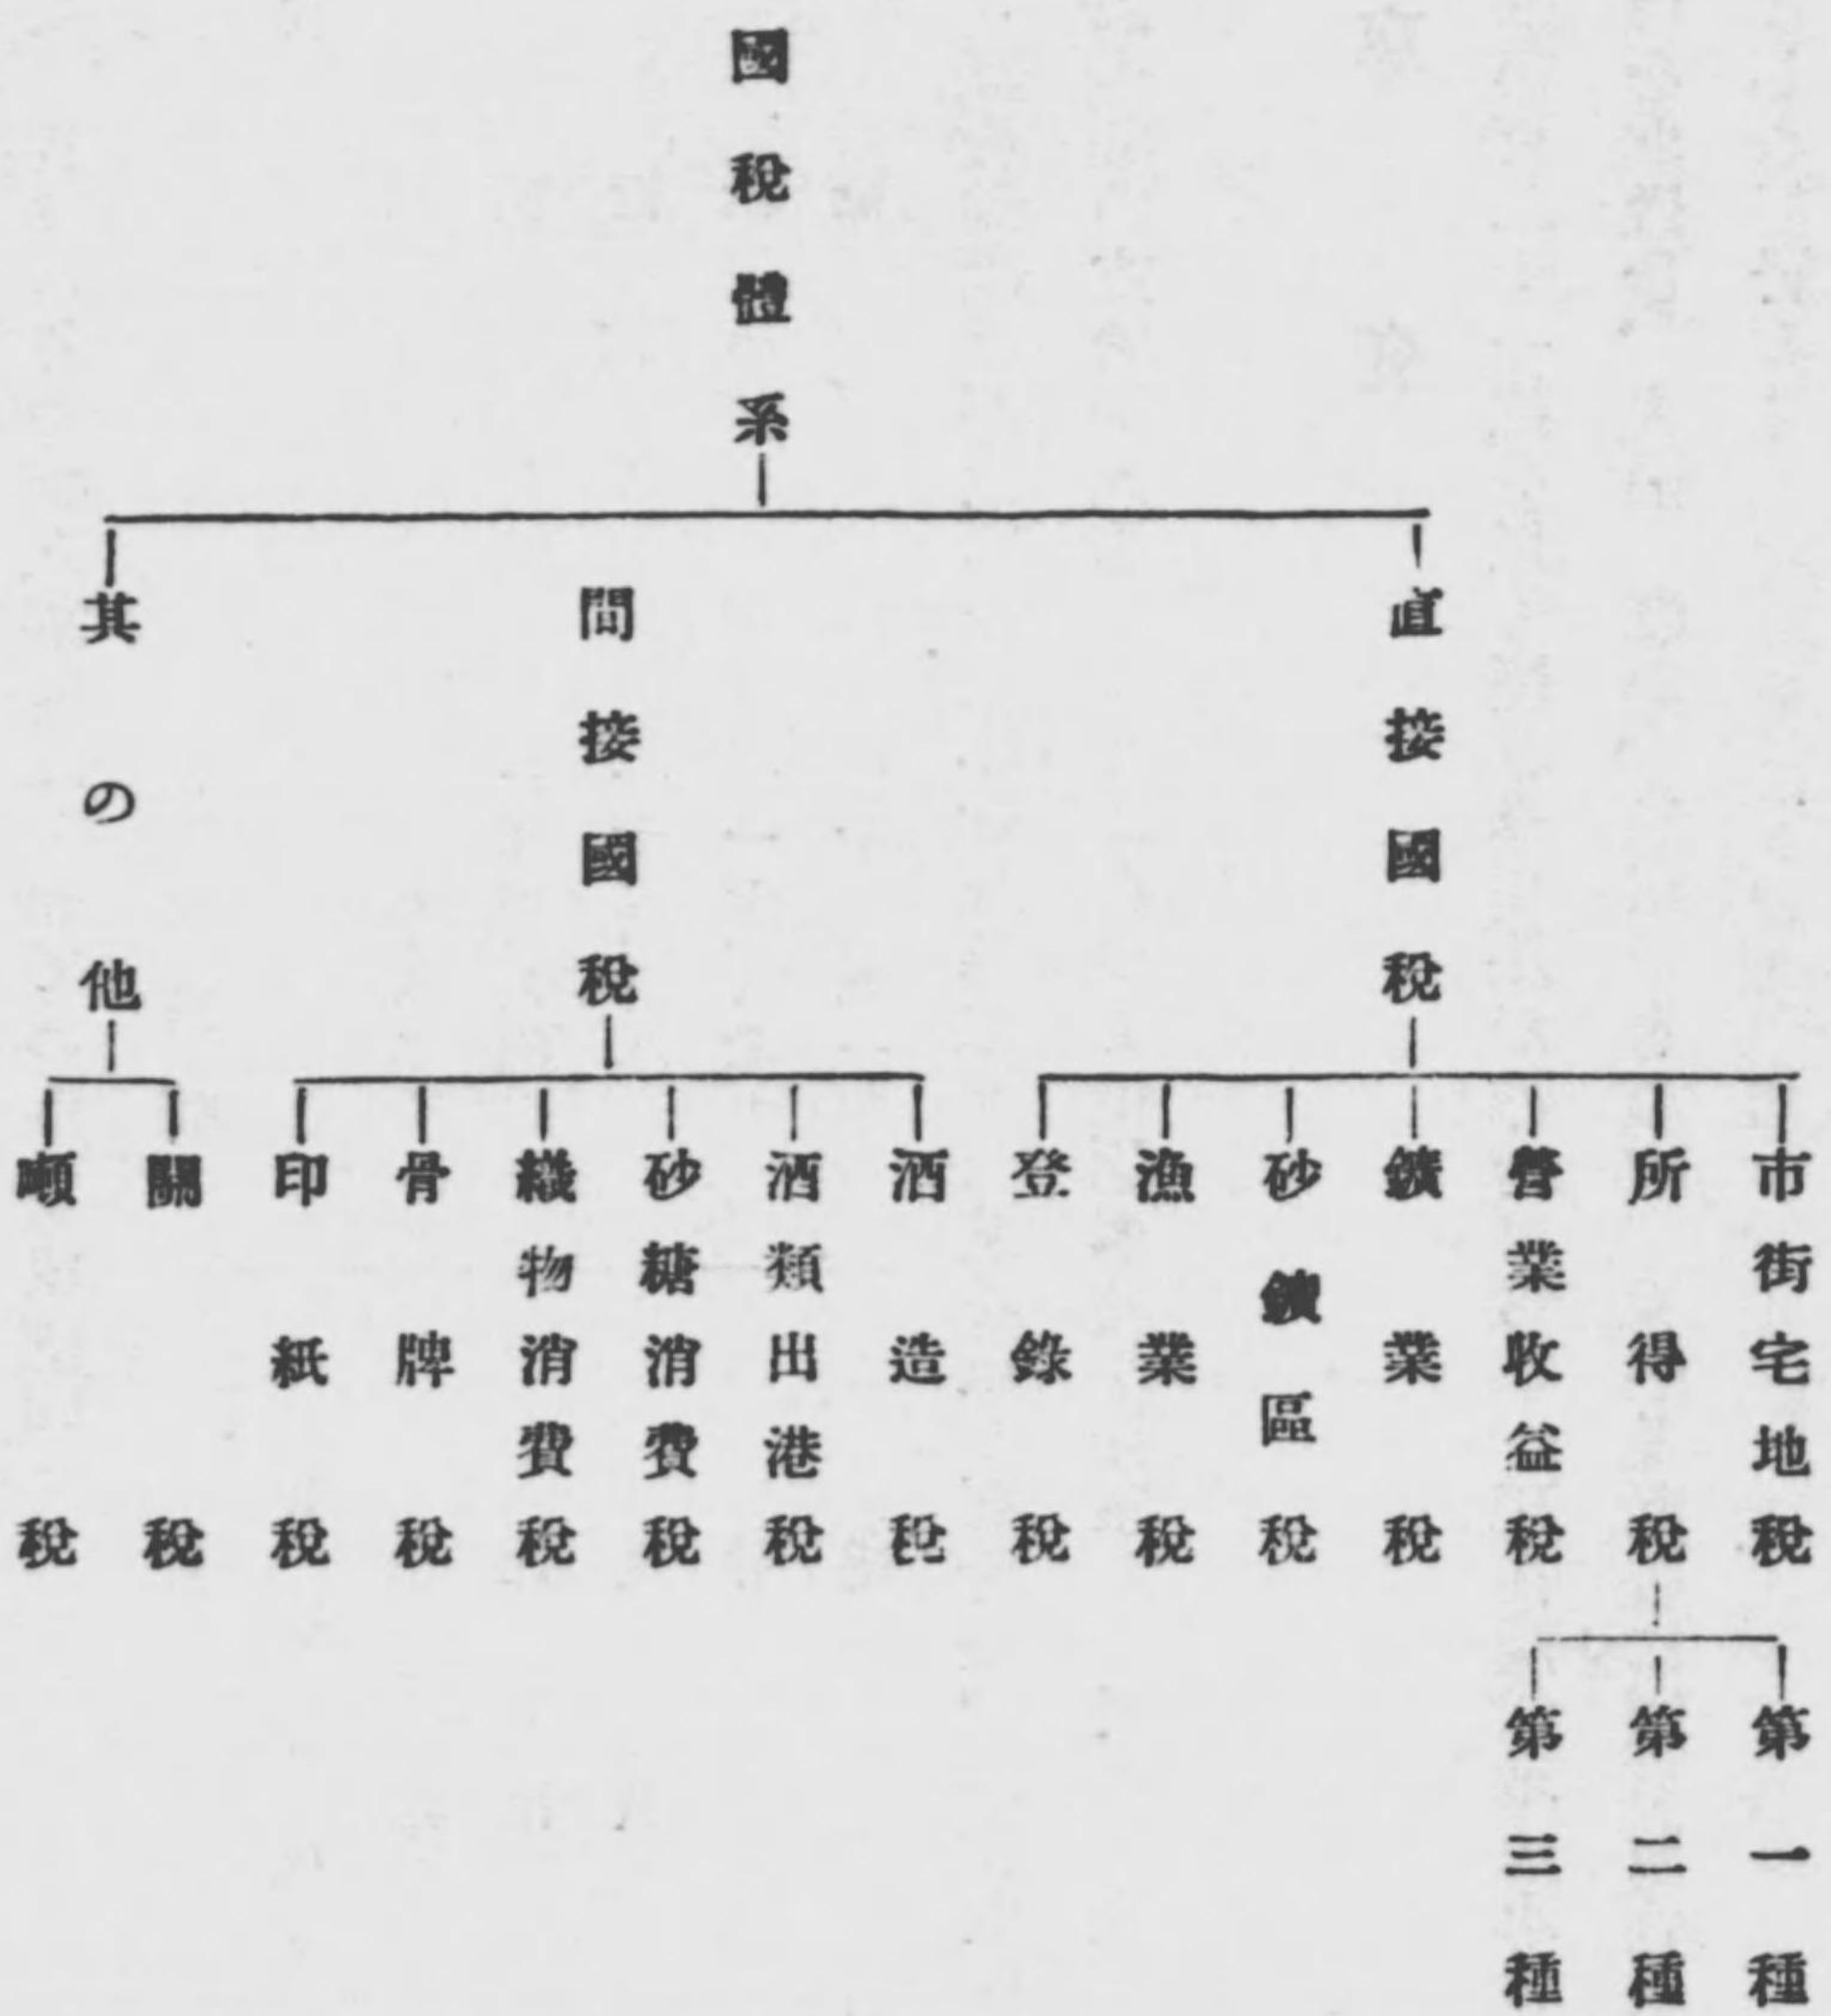 國稅體系
直接國稅
市街宅地稅
所得稅
第一種
第二種
第三種
營業收益稅
鑛業稅
砂鑛區稅
漁業稅
登錄稅
間接國稅
酒造稅
酒類出港稅
砂糖消費稅
織物消費稅
骨牌稅
印紙稅
其の他
關稅
噸稅